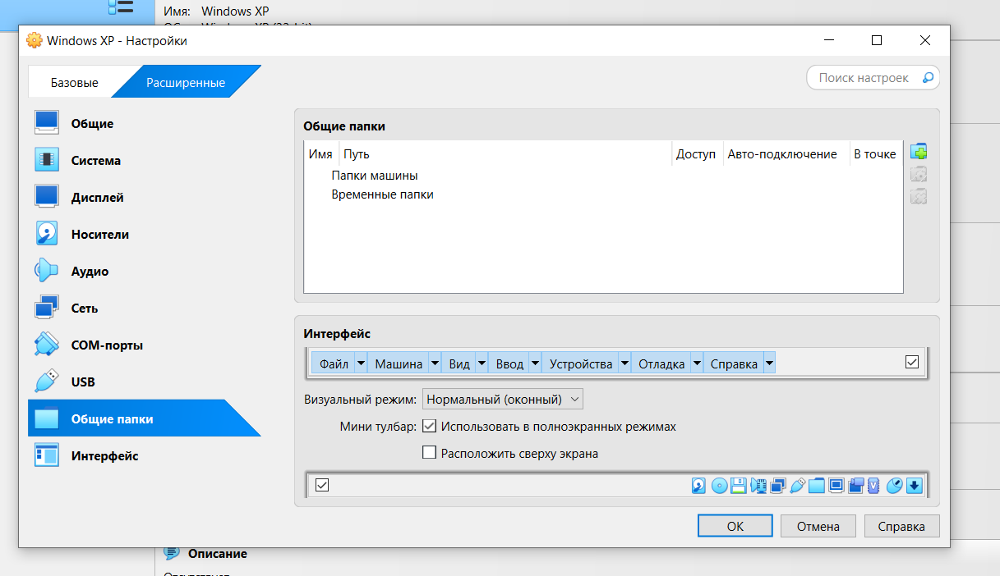 Имя: Windows XP
Windows XP - Настройки
Базовые
Расширенные
Поиск настроек
Общие
Система
Дисплей
Носители
Аудио
Сеть
COM-порты
USB
Общие папки
Интерфейс
Общие папки
Имя Путь Доступ Авто-подключение В точке
Папки машины
Временные папки
Интерфейс
Файл Машина Вид Ввод Устройства Отладка Справка
Визуальный режим: Нормальный (оконный)
Мини тулбар: Использовать в полноэкранных режимах
Расположить сверху экрана
OK Отмена Справка
Описание